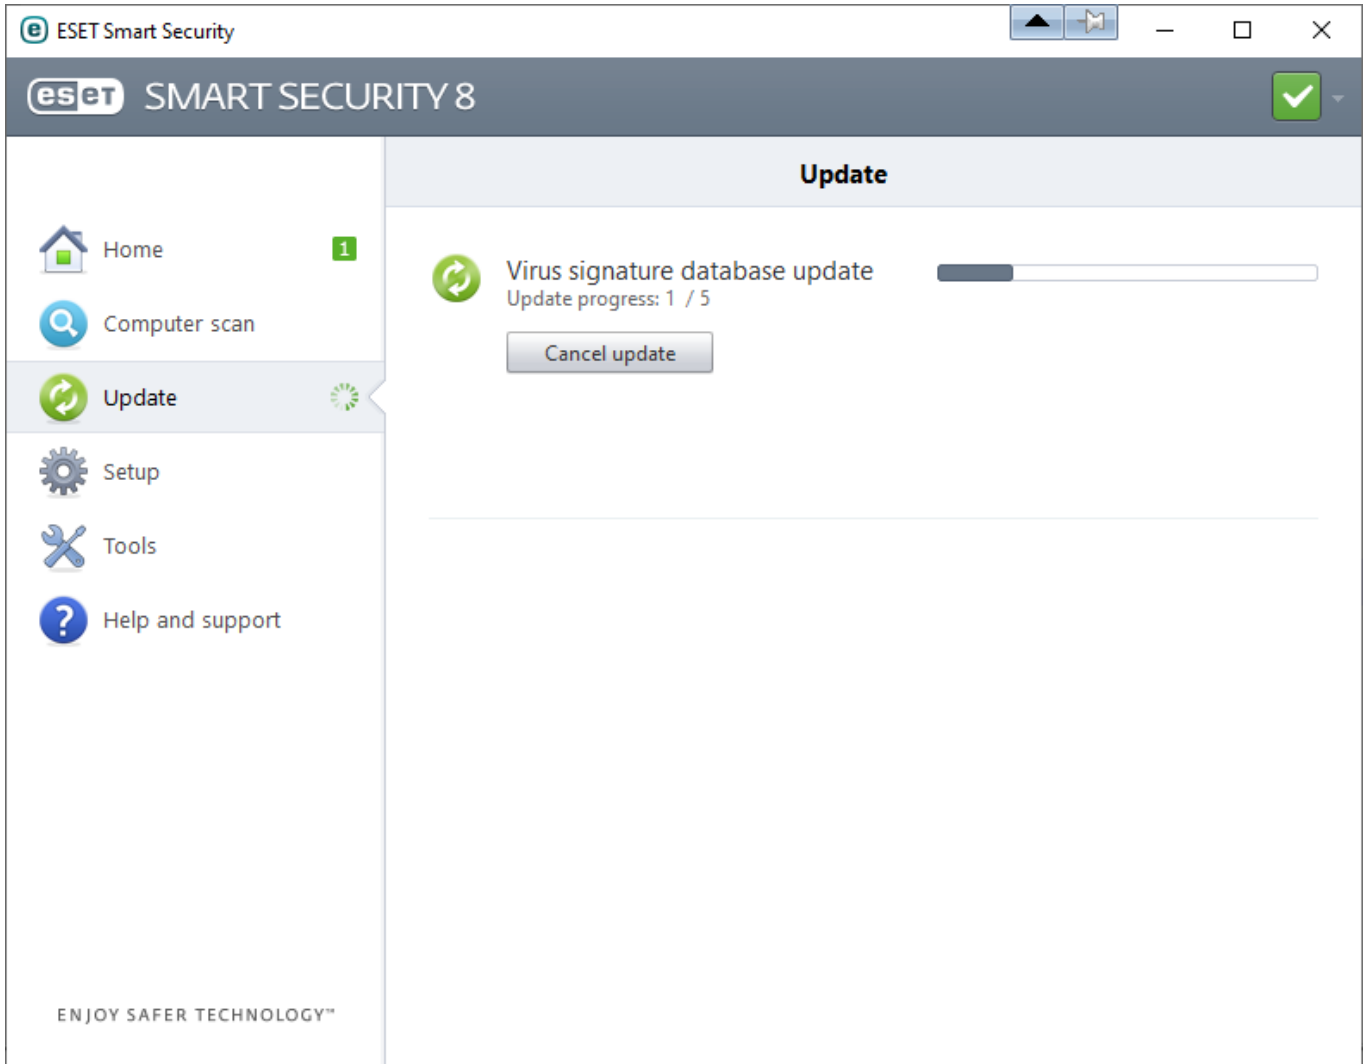 ESET Smart Security
eset SMART SECURITY 8
Update
Home 1
Computer scan
Update
Setup
Tools
Help and support
Virus signature database update
Update progress: 1 / 5
Cancel update
ENJOY SAFER TECHNOLOGY™